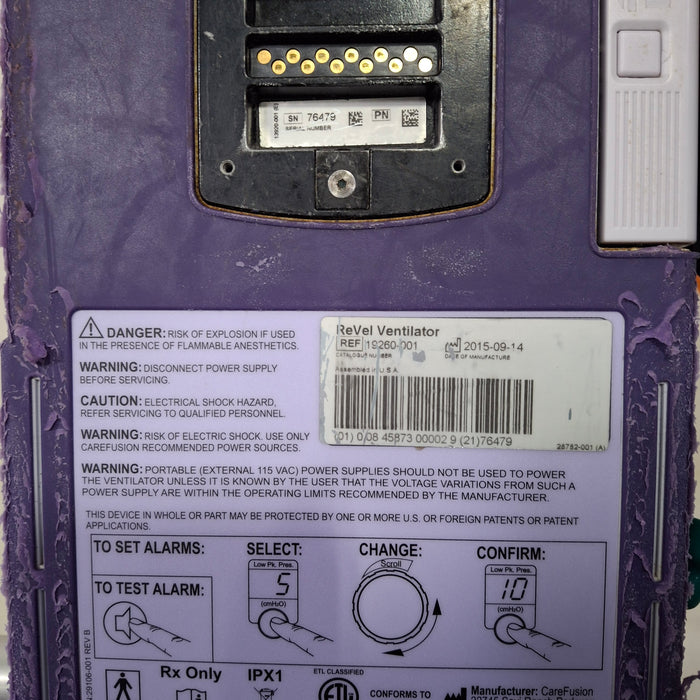 SN 76479
PN
SERIAL NUMBER
DANGER: RISK OF EXPLOSION IF USED
IN THE PRESENCE OF FLAMMABLE ANESTHETICS.
WARNING: DISCONNECT POWER SUPPLY
BEFORE SERVICING.
CAUTION: ELECTRICAL SHOCK HAZARD,
REFER SERVICING TO QUALIFIED PERSONNEL.
WARNING: RISK OF ELECTRIC SHOCK. USE ONLY
CAREFUSION RECOMMENDED POWER SOURCES.
ReVel Ventilator
REF 19260-001 2015-09-14
CATALOGUE NUMBER DATE OF MANUFACTURE
Assembled in U S A
(01) 0 08 45873 00002 9 (21)76479
28782-001 (A)
WARNING: PORTABLE (EXTERNAL 115 VAC) POWER SUPPLIES SHOULD NOT BE USED TO POWER
THE VENTILATOR UNLESS IT IS KNOWN BY THE USER THAT THE VOLTAGE VARIATIONS FROM SUCH A
POWER SUPPLY ARE WITHIN THE OPERATING LIMITS RECOMMENDED BY THE MANUFACTURER.
THIS DEVICE IN WHOLE OR PART MAY BE PROTECTED BY ONE OR MORE U.S. OR FOREIGN PATENTS OR PATENT
APPLICATIONS.
TO SET ALARMS: SELECT: CHANGE: CONFIRM:
Low Pk. Pres. Scroll Low Pk. Pres.
5 10
(cmH2O) (cmH2O)
TO TEST ALARM:
29106-001 REV B
Rx Only IPX1 ETL CLASSIFIED
ETL CONFORMS TO Manufacturer: CareFusion